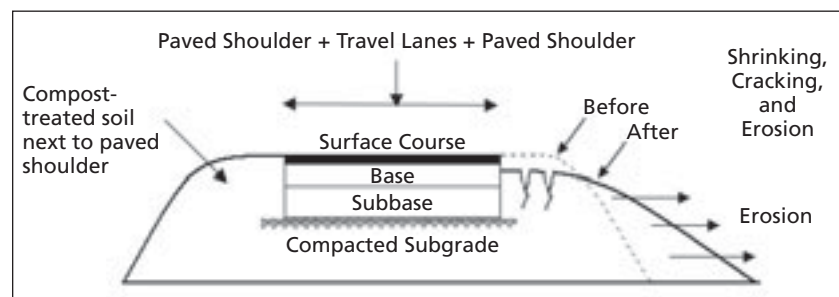 Paved Shoulder + Travel Lanes + Paved Shoulder
Shrinking,
Cracking,
and
Erosion
Compost-
treated soil
next to paved
shoulder
Before
After
Surface Course
Base
Subbase
Compacted Subgrade
Erosion